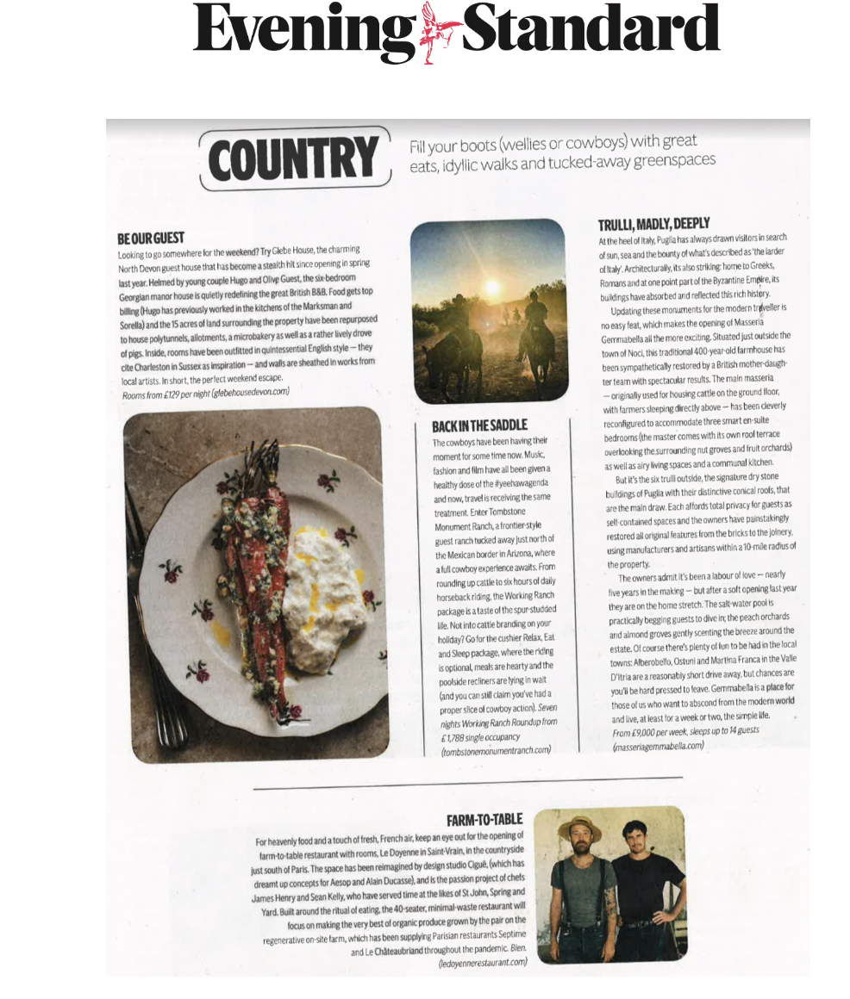 Evening Standard
COUNTRY
Fill your boots (wellies or cowboys) with great
eats, idyllic walks and tucked-away greenspaces
BE OUR GUEST
Looking to go somewhere for the weekend? Try Glebe House, the charming
North Devon guest house that has become a stealth hit since opening in spring
last year. Helmed by young couple Hugo and Olive Guest, the six-bedroom
Georgian manor house is quietly redefining the great British B&B. Food gets top
billing (Hugo has previously worked in the kitchens of the Marksman and
Sorella) and the 15 acres of land surrounding the property have been repurposed
to house polytunnels, allotments, a microbakery as well as a rather lively drove
of pigs. Inside, rooms have been outfitted in quintessential English style — they
cite Charleston in Sussex as inspiration — and walls are sheathed in works from
local artists. In short, the perfect weekend escape.
Rooms from £129 per night (glebehousedevon.com)
BACK IN THE SADDLE
The cowboys have been having their
moment for some time now. Music,
fashion and film have all been given a
healthy dose of the #yeehawagenda
and now, travel is receiving the same
treatment. Enter Tombstone
Monument Ranch, a frontier-style
guest ranch tucked away just north of
the Mexican border in Arizona, where
a full cowboy experience awaits. From
rounding up cattle to six hours of daily
horseback riding, the Working Ranch
package is a taste of the spur-studded
life. Not into cattle branding on your
holiday? Go for the cushier Relax, Eat
and Sleep package, where the riding
is optional, meals are hearty and the
poolside recliners are lying in wait
(and you can still claim you've had a
proper slice of cowboy action). Seven
nights Working Ranch Roundup from
£1,788 single occupancy
(tombstonemonumentranch.com)
TRULLI, MADLY, DEEPLY
At the heel of Italy, Puglia has always drawn visitors in search
of sun, sea and the bounty of what's described as 'the larder
of Italy'. Architecturally, its also striking: home to Greeks,
Romans and at one point part of the Byzantine Empire, its
buildings have absorbed and reflected this rich history.
Updating these monuments for the modern traveller is
no easy feat, which makes the opening of Masseria
Gemmabella all the more exciting. Situated just outside the
town of Noci, this traditional 400-year-old farmhouse has
been sympathetically restored by a British mother-daugh-
ter team with spectacular results. The main masseria
— originally used for housing cattle on the ground floor,
with farmers sleeping directly above — has been cleverly
reconfigured to accommodate three smart en-suite
bedrooms (the master comes with its own roof terrace
overlooking the surrounding nut groves and fruit orchards)
as well as airy living spaces and a communal kitchen.
But it's the six trulli outside, the signature dry stone
buildings of Puglia with their distinctive conical roofs, that
are the main draw. Each affords total privacy for guests as
self-contained spaces and the owners have painstakingly
restored all original features from the bricks to the joinery,
using manufacturers and artisans within a 10-mile radius of
the property.
The owners admit it's been a labour of love — nearly
five years in the making — but after a soft opening last year
they are on the home stretch. The salt-water pool is
practically begging guests to dive in; the peach orchards
and almond groves gently scenting the breeze around the
estate. Of course there's plenty of fun to be had in the local
towns: Alberobello, Ostuni and Martina Franca in the Valle
D'Itria are a reasonably short drive away, but chances are
you'll be hard pressed to leave. Gemmabella is a place for
those of us who want to abscond from the modern world
and live, at least for a week or two, the simple life.
From £9,000 per week, sleeps up to 14 guests
(masseriagemmabella.com)
FARM-TO-TABLE
For heavenly food and a touch of fresh, French air, keep an eye out for the opening of
farm-to-table restaurant with rooms, Le Doyenne in Saint-Vrain, in the countryside
just south of Paris. The space has been reimagined by design studio Ciguë, (which has
dreamt up concepts for Aesop and Alain Ducasse), and is the passion project of chefs
James Henry and Sean Kelly, who have served time at the likes of St John, Spring and
Yard. Built around the ritual of eating, the 40-seater, minimal-waste restaurant will
focus on making the very best of organic produce grown by the pair on the
regenerative on-site farm, which has been supplying Parisian restaurants Septime
and Le Châteaubriand throughout the pandemic. Bien.
(ledoyennerestaurant.com)